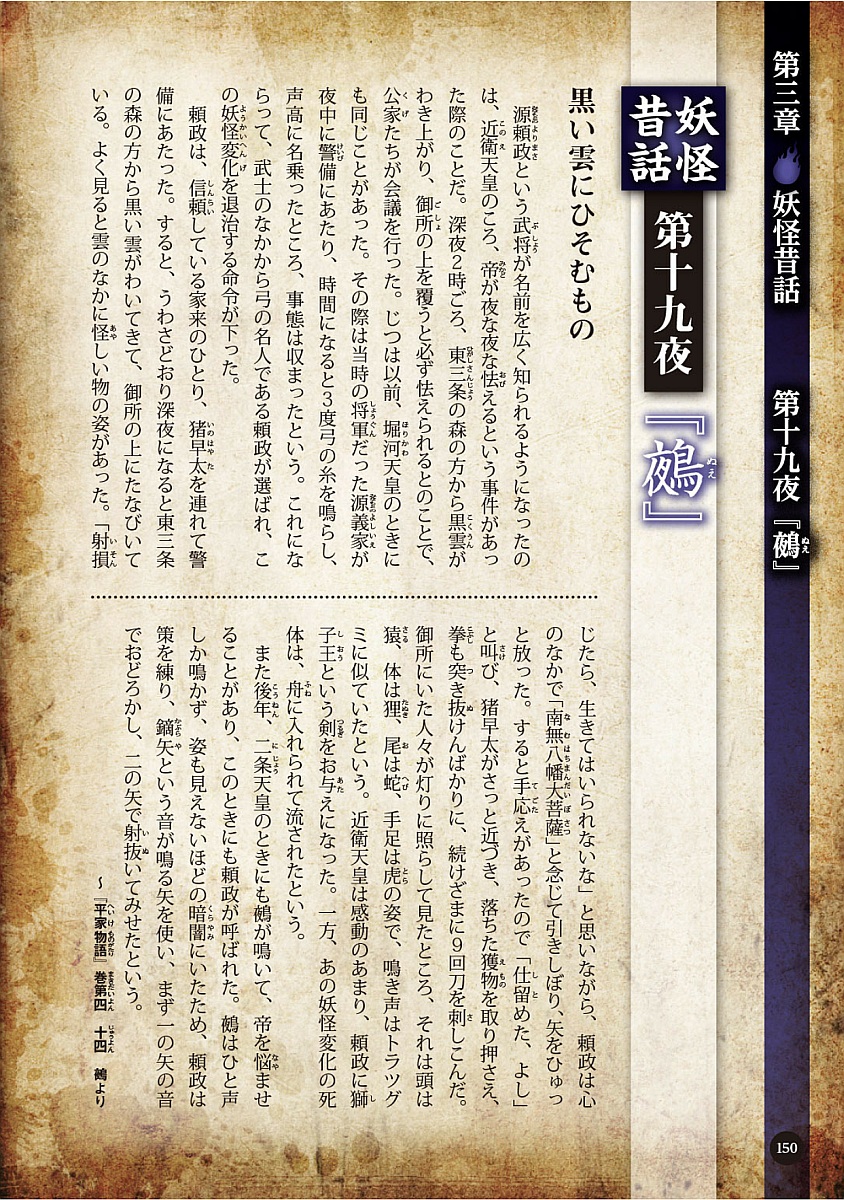 第三章 妖怪昔話 第十九夜『鵺』
ぬえ
妖怪昔話
第十九夜
『鵺』
ぬえ
黒い雲にひそむもの
源頼政という武将が名前を広く知られるようになったの
は、近衛天皇のころ、帝が夜な夜な怯えるという事件があっ
た際のことだ。深夜2時ごろ、東三条の森の方から黒雲が
わき上がり、御所の上を覆うと必ず怯えられるとのことで、
公家たちが会議を行った。じつは以前、堀河天皇のときに
も同じことがあった。その際は当時の将軍だった源義家が
夜中に警備にあたり、時間になると3度弓の糸を鳴らし、
声高に名乗ったところ、事態は収まったという。これにな
らって、武士のなかから弓の名人である頼政が選ばれ、こ
の妖怪変化を退治する命令が下った。
頼政は、信頼している家来のひとり、猪早太を連れて警
備にあたった。すると、うわさどおり深夜になると東三条
の森の方から黒い雲がわいてきて、御所の上にたなびいて
いる。よく見ると雲のなかに怪しい物の姿があった。「射損
じたら、生きてはいられないな」と思いながら、頼政は心
のなかで「南無八幡大菩薩」と念じて引きしぼり、矢をひゅっ
と放った。すると手応えがあったので「仕留めた、よし」
と叫び、猪早太がさっと近づき、落ちた獲物を取り押さえ、
拳も突き抜けんばかりに、続けざまに9回刀を刺しこんだ。
御所にいた人々が灯りに照らして見たところ、それは頭は
猿、体は狸、尾は蛇、手足は虎の姿で、鳴き声はトラツグ
ミに似ていたという。近衛天皇は感動のあまり、頼政に獅
子王という剣をお与えになった。一方、あの妖怪変化の死
体は、舟に入れられて流されたという。
また後年、二条天皇のときにも鵺が鳴いて、帝を悩ませ
ることがあり、このときにも頼政が呼ばれた。鵺はひと声
しか鳴かず、姿も見えないほどの暗闇にいたため、頼政は
策を練り、鏑矢という音が鳴る矢を使い、まず一の矢の音
でおどろかし、二の矢で射抜いてみせたという。
～『平家物語』巻第四 十四 鵺より
150